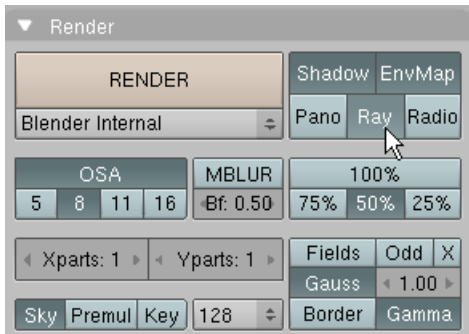 Render
RENDER
Blender Internal
Shadow EnvMap
Pano Ray Radio
OSA
5 8 11 16
MBLUR
Bf: 0.50
100%
75% 50% 25%
Xparts: 1 Yparts: 1
Fields Odd X
Gauss 1.00
Sky Premul Key 128
Border Gamma